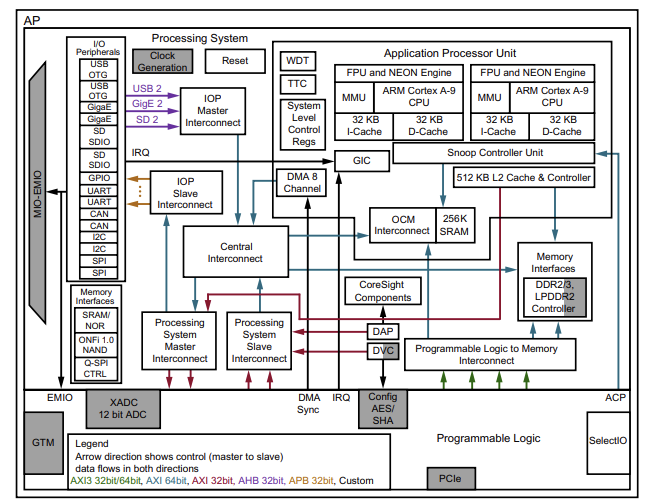 AP
Processing System
I/O
Peripherals
USB
OTG
USB
OTG
GigaE
GigaE
SD
SDIO
SD
SDIO
GPIO
UART
UART
CAN
CAN
I2C
I2C
SPI
SPI
MIO-EMIO
Memory
Interfaces
SRAM/
NOR
ONFi 1.0
NAND
Q-SPI
CTRL
Clock
Generation
Reset
USB 2
GigE 2
SD 2
IRQ
IOP
Master
Interconnect
IOP
Slave
Interconnect
Application Processor Unit
WDT
TTC
System
Level
Control
Regs
FPU and NEON Engine
MMU
ARM Cortex A-9
CPU
32 KB
I-Cache
32 KB
D-Cache
FPU and NEON Engine
MMU
ARM Cortex A-9
CPU
32 KB
I-Cache
32 KB
D-Cache
GIC
Snoop Controller Unit
DMA 8
Channel
512 KB L2 Cache & Controller
OCM
Interconnect
256K
SRAM
Central
Interconnect
CoreSight
Components
Memory
Interfaces
DDR2/3,
LPDDR2
Controller
Processing
System
Master
Interconnect
Processing
System
Slave
Interconnect
DAP
DVC
Programmable Logic to Memory
Interconnect
EMIO
XADC
12 bit ADC
DMA
Sync
IRQ
Config
AES/
SHA
ACP
GTM
Legend
Arrow direction shows control (master to slave)
data flows in both directions
AXI3 32bit/64bit, AXI 64bit, AXI 32bit, AHB 32bit, APB 32bit, Custom
Programmable Logic
PCIe
SelectIO